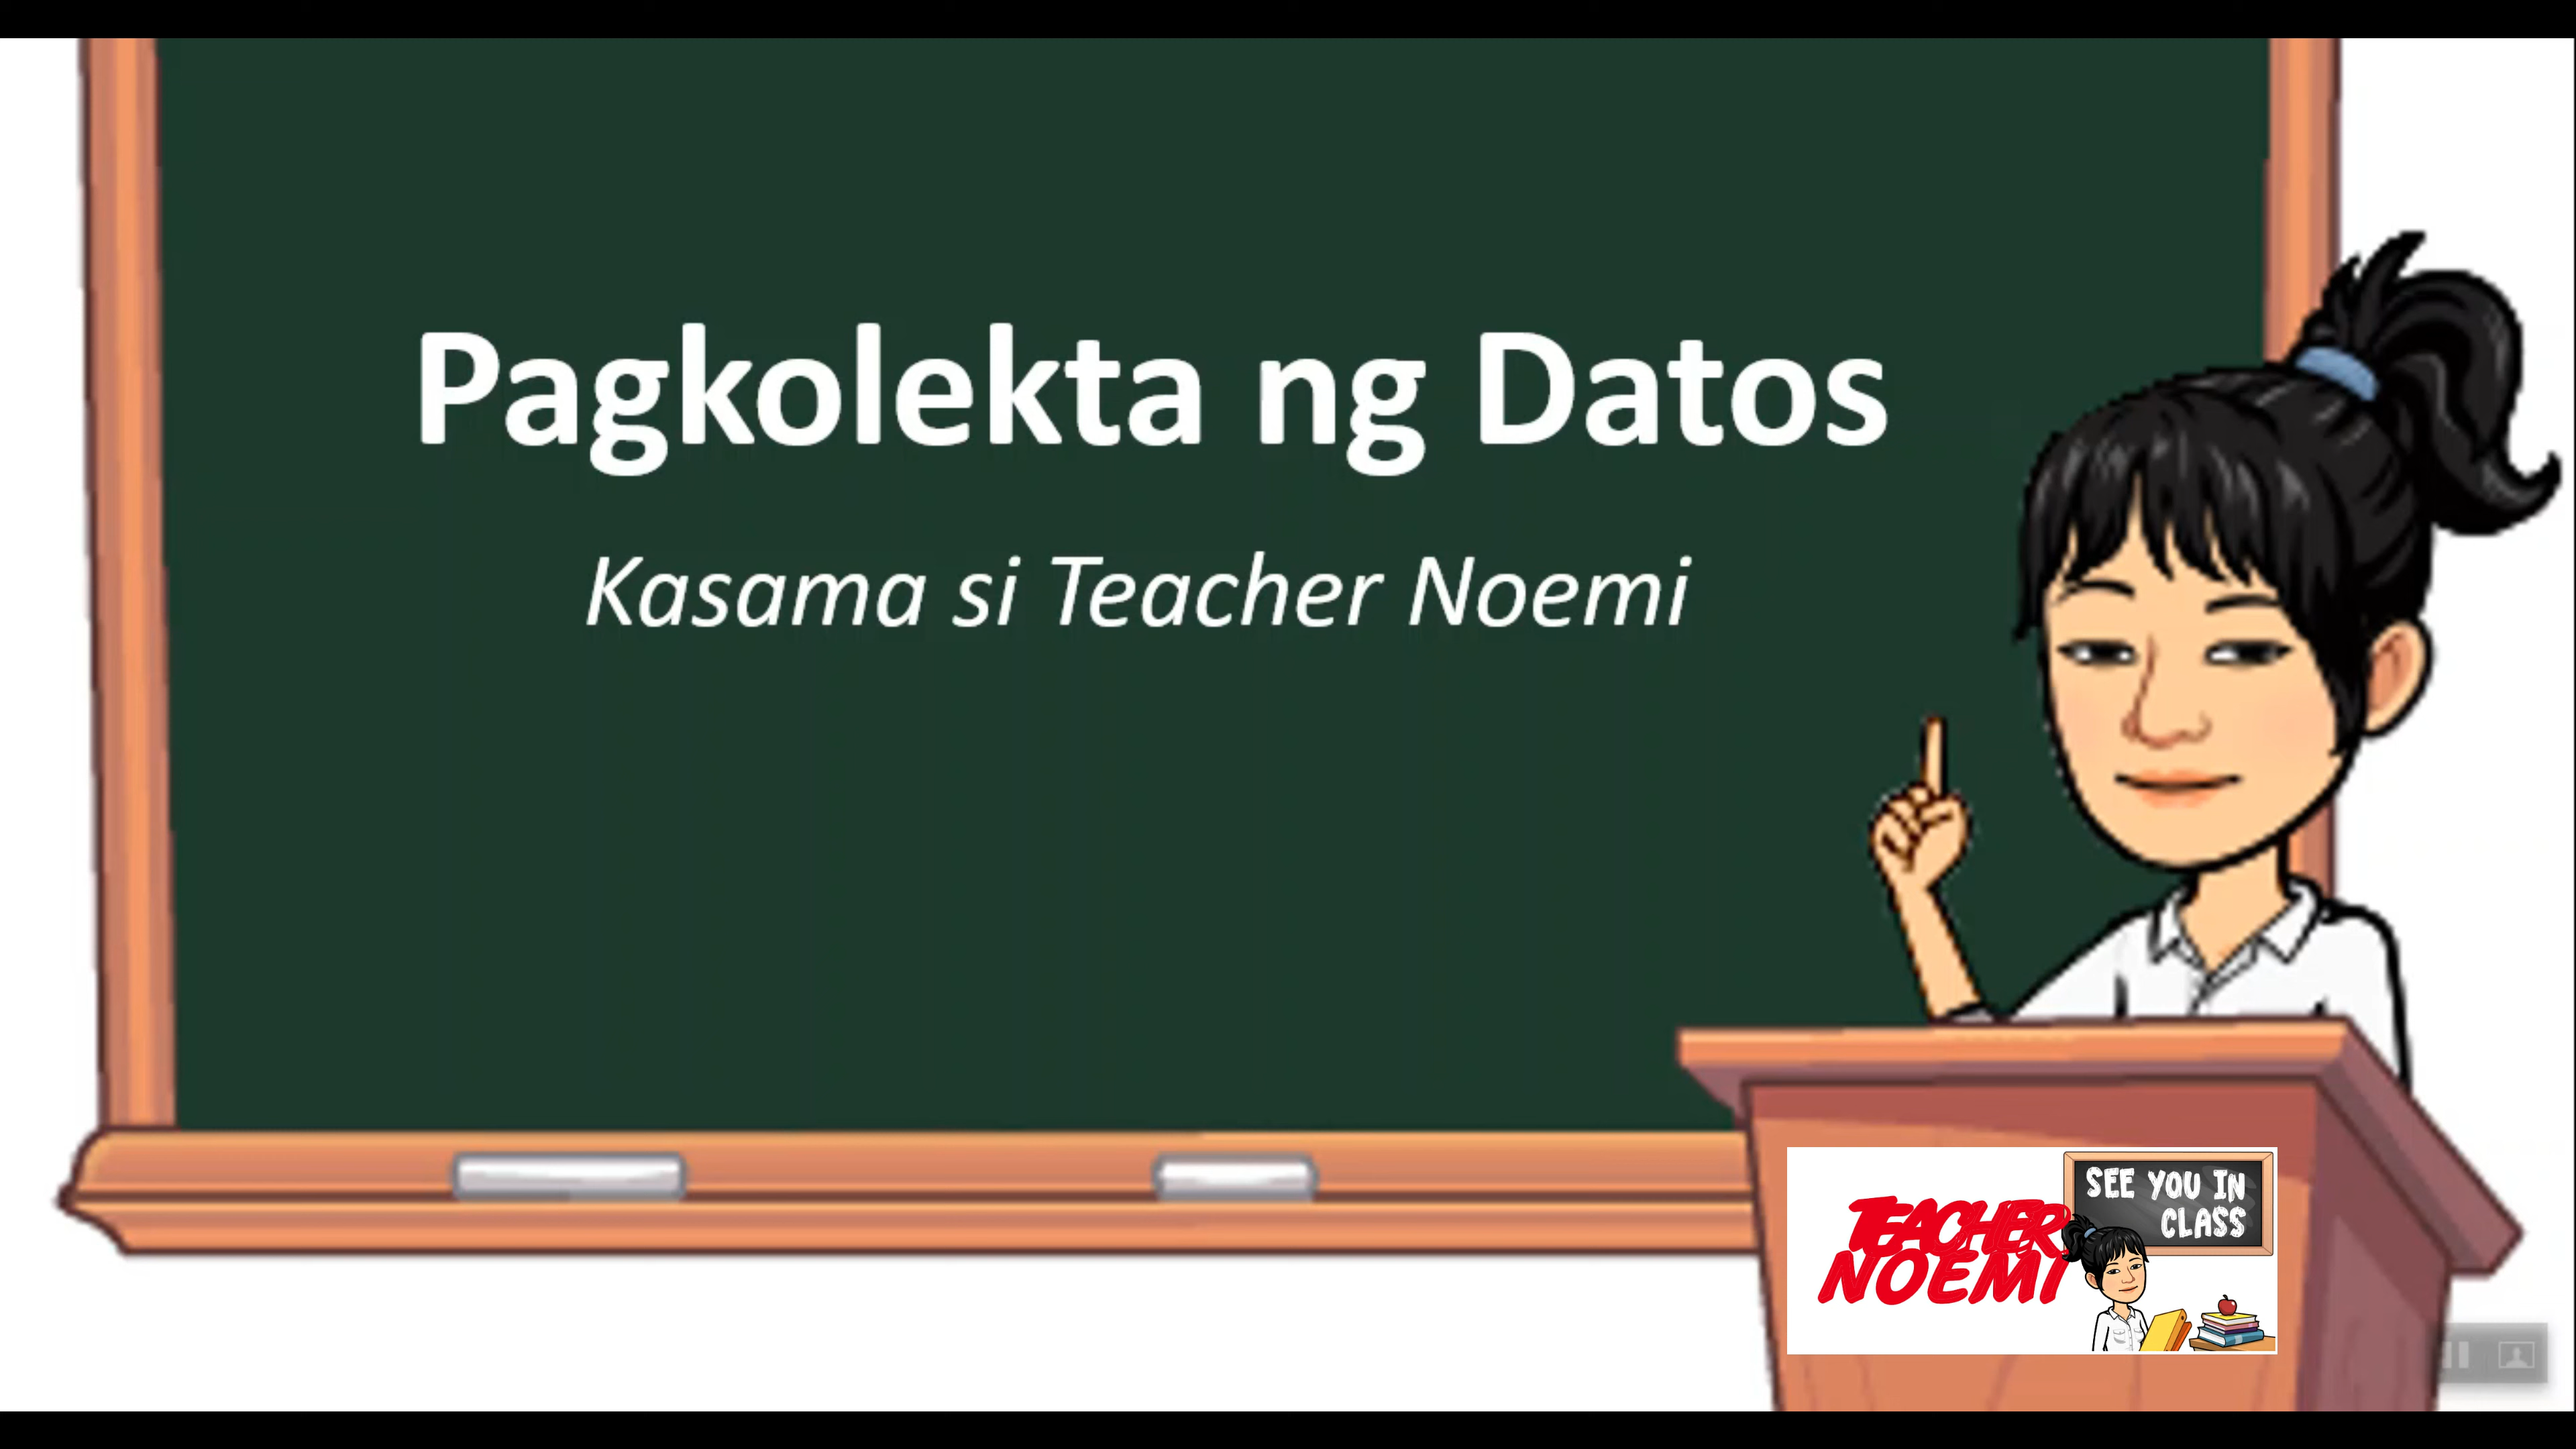 Pagkolekta ng Datos
Kasama si Teacher Noemi
SEE YOU IN
CLASS
TEACHER
NOEMI